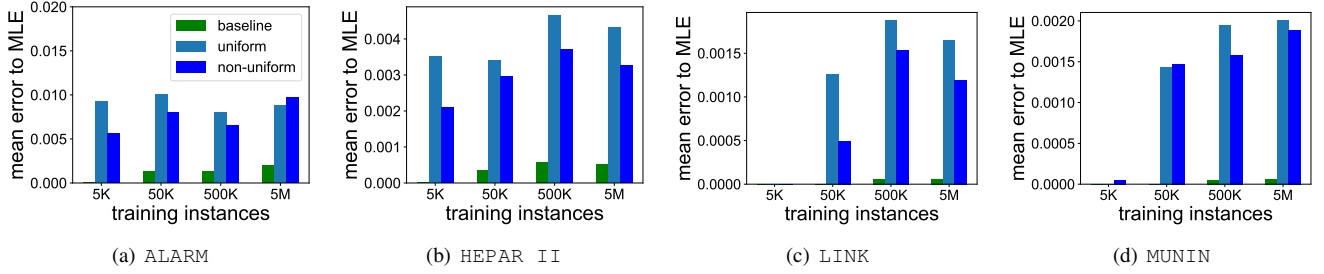 mean error to MLE
0.020
0.015
0.010
0.005
0.000
baseline
uniform
non-uniform
5K 50K 500K 5M
training instances
(a) ALARM
mean error to MLE
0.004
0.003
0.002
0.001
0.000
5K 50K 500K 5M
training instances
(b) HEPAR II
mean error to MLE
0.0015
0.0010
0.0005
0.0000
5K 50K 500K 5M
training instances
(c) LINK
mean error to MLE
0.0020
0.0015
0.0010
0.0005
0.0000
5K 50K 500K 5M
training instances
(d) MUNIN